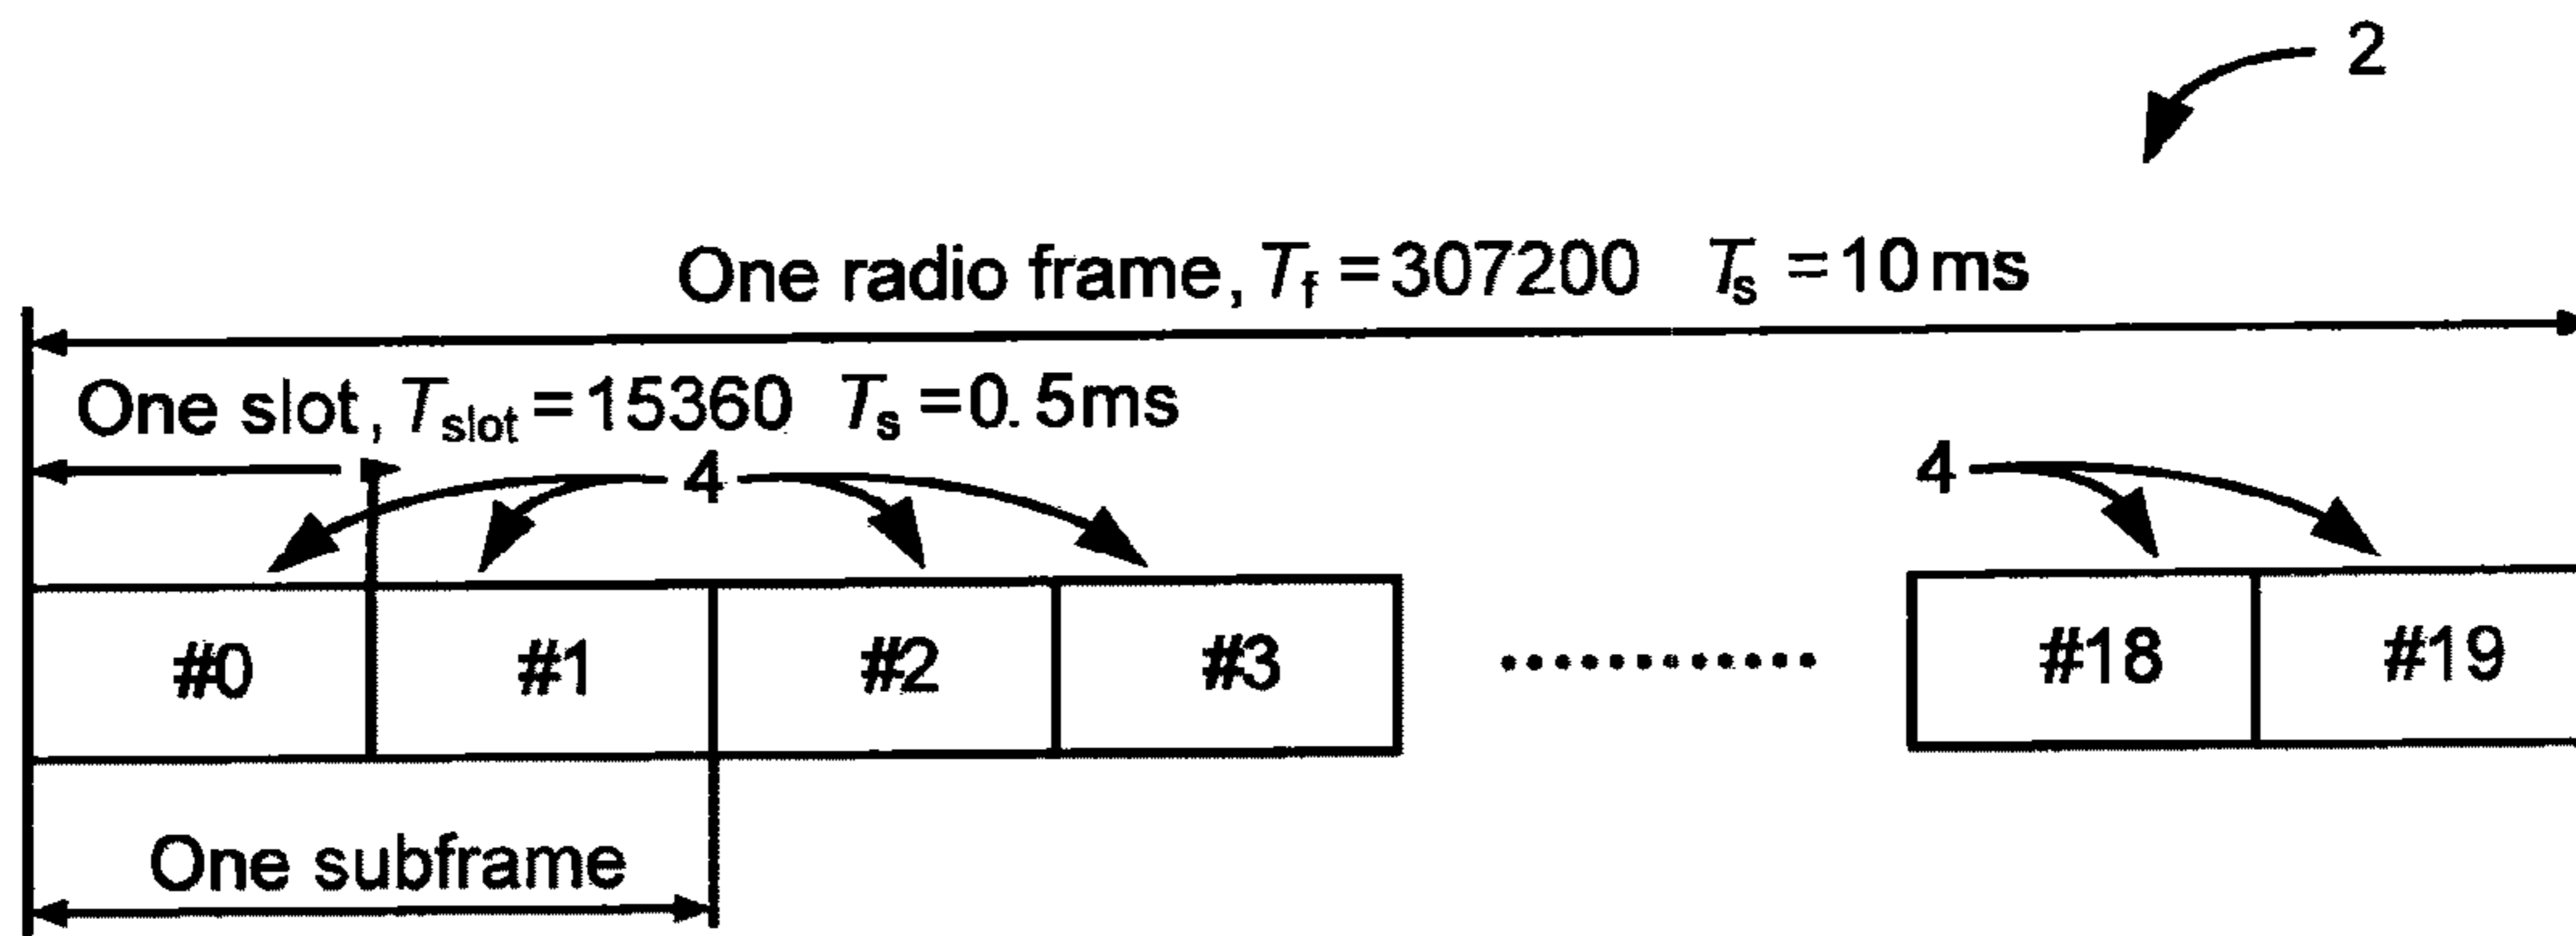 2
One radio frame, Tf =307200 Ts =10 ms
One slot, Tslot =15360 Ts =0.5ms
4 4
#0 #1 #2 #3 ............ #18 #19
One subframe